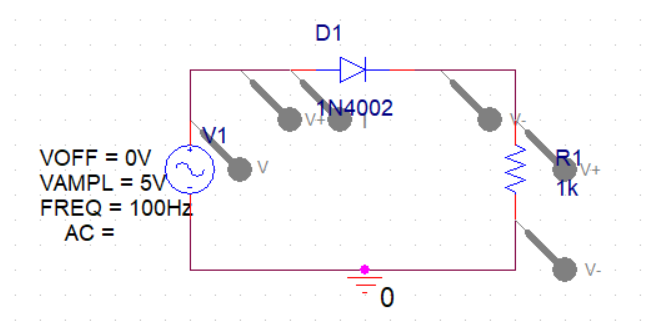 D1
1N4002
V+
I
V-
V1
V
VOFF = 0V
VAMPL = 5V
FREQ = 100Hz
AC =
R1
1k
V+
V-
0